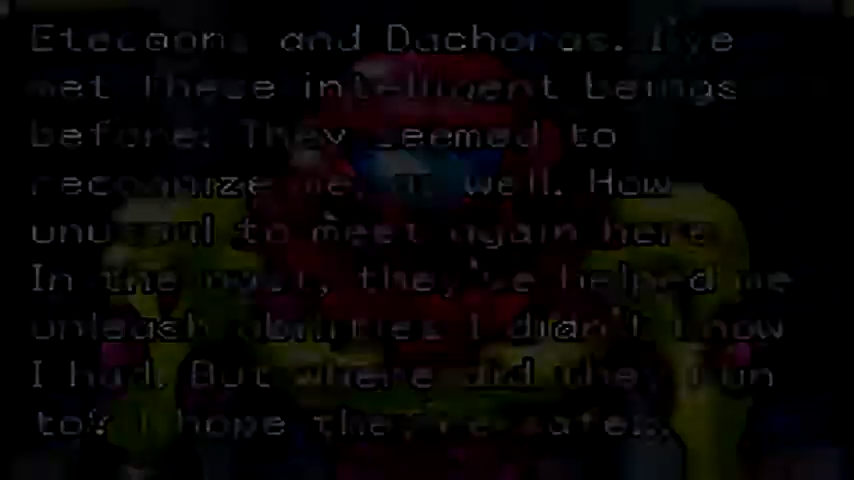 Etecoons and Dachoras. I've
met these intelligent beings
before. They seemed to
recognize me, as well. How
unusual to meet again here.
In the past, they've helped me
unleash abilities I didn't know
I had. But where did they run
to? I hope they're safe...